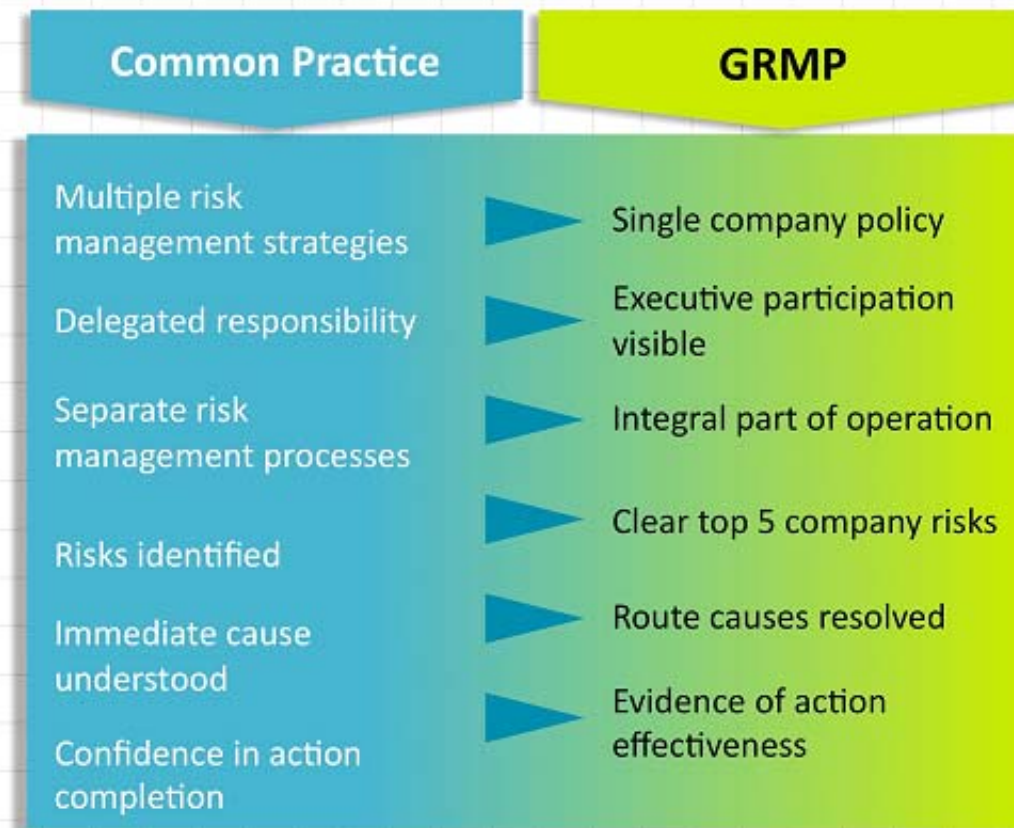 Common Practice
GRMP
Multiple risk
management strategies
Single company policy
Delegated responsibility
Executive participation
visible
Separate risk
management processes
Integral part of operation
Risks identified
Clear top 5 company risks
Immediate cause
understood
Route causes resolved
Confidence in action
completion
Evidence of action
effectiveness